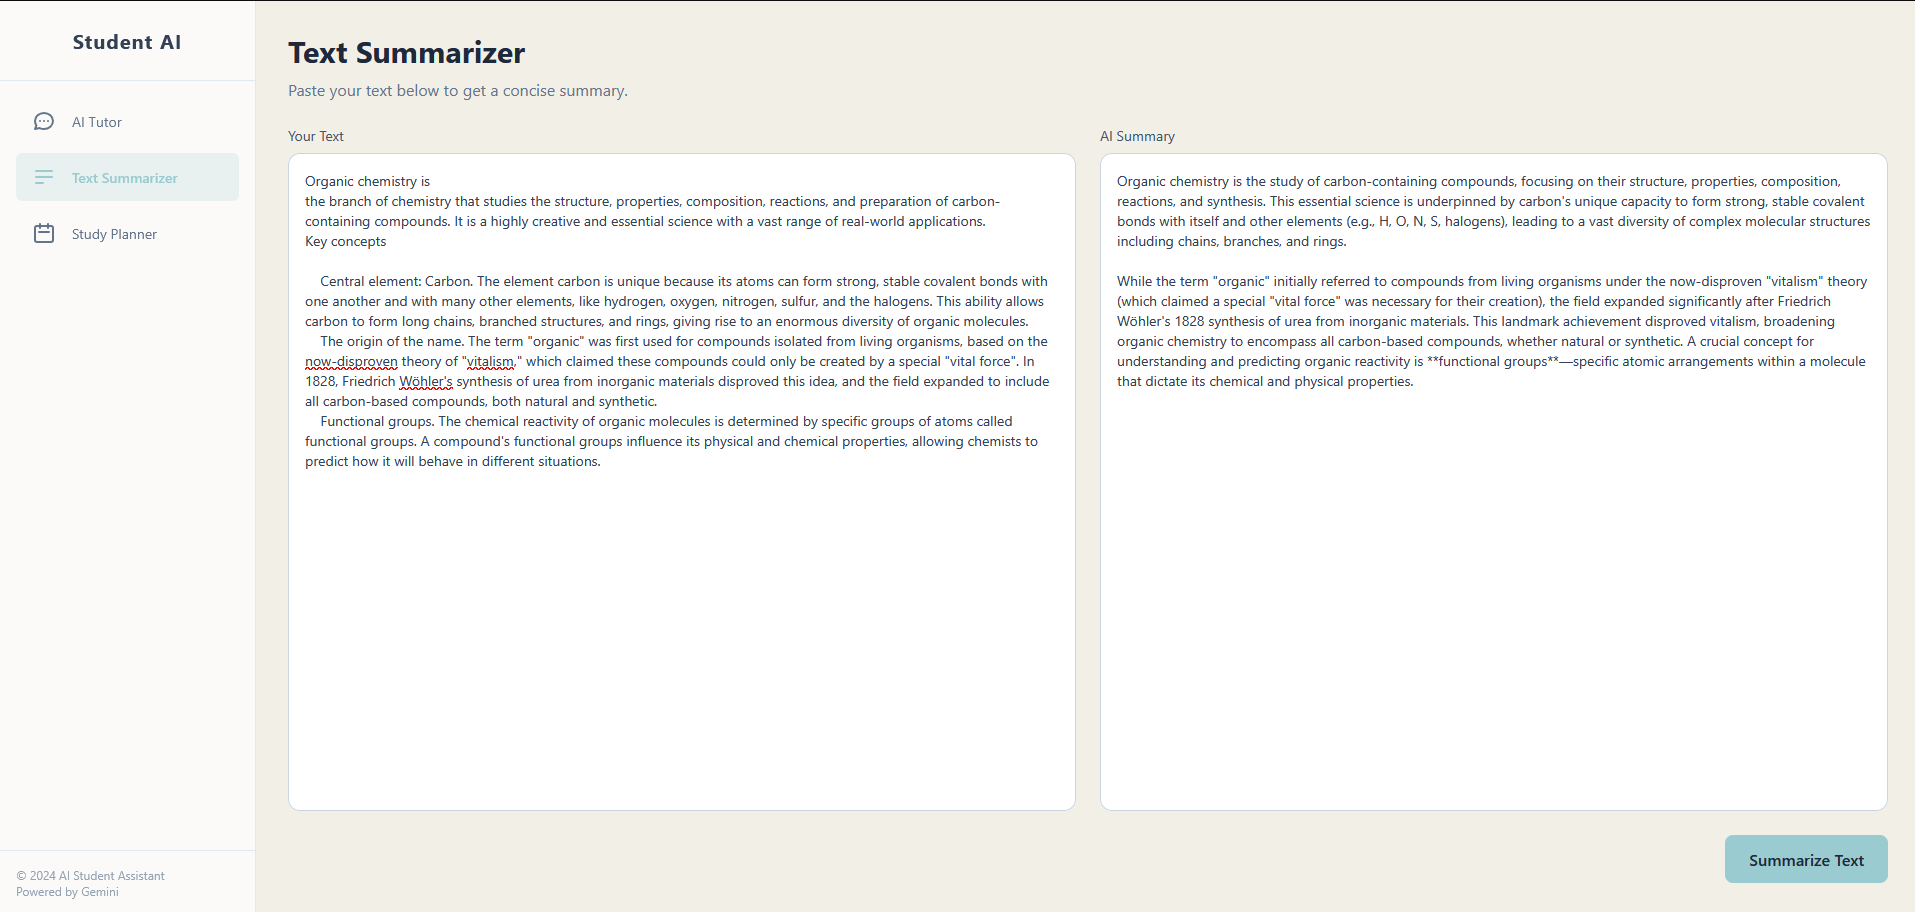 Student AI
AI Tutor
Text Summarizer
Study Planner
© 2024 AI Student Assistant
Powered by Gemini
Text Summarizer
Paste your text below to get a concise summary.
Your Text
Organic chemistry is
the branch of chemistry that studies the structure, properties, composition, reactions, and preparation of carbon-
containing compounds. It is a highly creative and essential science with a vast range of real-world applications.
Key concepts
Central element: Carbon. The element carbon is unique because its atoms can form strong, stable covalent bonds with
one another and with many other elements, like hydrogen, oxygen, nitrogen, sulfur, and the halogens. This ability allows
carbon to form long chains, branched structures, and rings, giving rise to an enormous diversity of organic molecules.
The origin of the name. The term "organic" was first used for compounds isolated from living organisms, based on the
now-disproven theory of "vitalism," which claimed these compounds could only be created by a special "vital force". In
1828, Friedrich Wöhler's synthesis of urea from inorganic materials disproved this idea, and the field expanded to include
all carbon-based compounds, both natural and synthetic.
Functional groups. The chemical reactivity of organic molecules is determined by specific groups of atoms called
functional groups. A compound's functional groups influence its physical and chemical properties, allowing chemists to
predict how it will behave in different situations.
AI Summary
Organic chemistry is the study of carbon-containing compounds, focusing on their structure, properties, composition,
reactions, and synthesis. This essential science is underpinned by carbon's unique capacity to form strong, stable covalent
bonds with itself and other elements (e.g., H, O, N, S, halogens), leading to a vast diversity of complex molecular structures
including chains, branches, and rings.
While the term "organic" initially referred to compounds from living organisms under the now-disproven "vitalism" theory
(which claimed a special "vital force" was necessary for their creation), the field expanded significantly after Friedrich
Wöhler's 1828 synthesis of urea from inorganic materials. This landmark achievement disproved vitalism, broadening
organic chemistry to encompass all carbon-based compounds, whether natural or synthetic. A crucial concept for
understanding and predicting organic reactivity is **functional groups**—specific atomic arrangements within a molecule
that dictate its chemical and physical properties.
Summarize Text